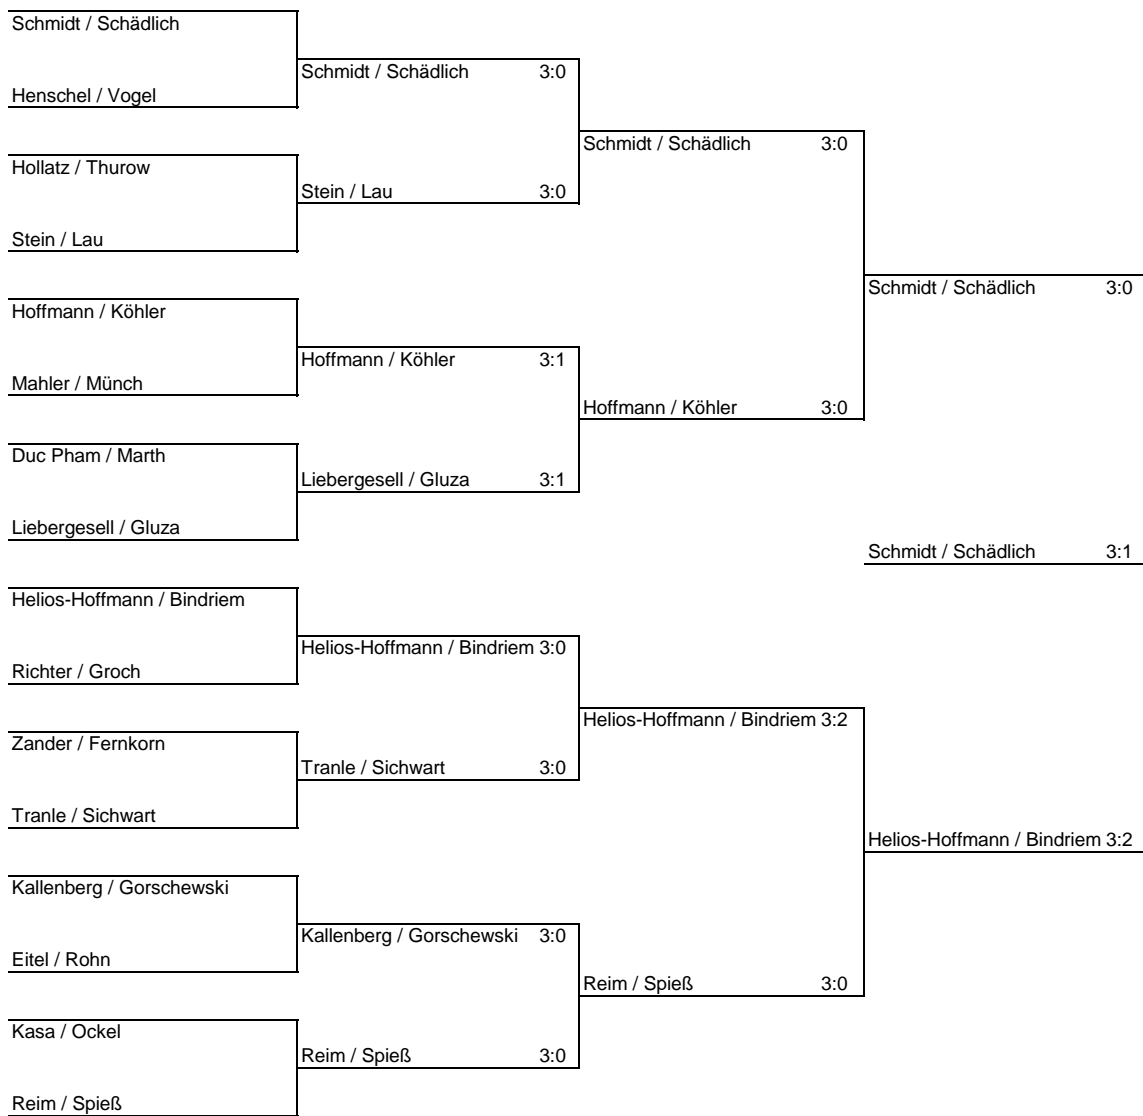 Schmidt / Schädlich
Schmidt / Schädlich 3:0
Henschel / Vogel
Schmidt / Schädlich 3:0
Hollatz / Thurow
Stein / Lau 3:0
Stein / Lau
Schmidt / Schädlich 3:0
Hoffmann / Köhler
Hoffmann / Köhler 3:1
Mahler / Münch
Hoffmann / Köhler 3:0
Duc Pham / Marth
Liebergesell / Gluza 3:1
Liebergesell / Gluza
Schmidt / Schädlich 3:1
Helios-Hoffmann / Bindriem
Helios-Hoffmann / Bindriem 3:0
Richter / Groch
Helios-Hoffmann / Bindriem 3:2
Zander / Fernkorn
Tranle / Sichwart 3:0
Tranle / Sichwart
Helios-Hoffmann / Bindriem 3:2
Kallenberg / Gorschewski
Kallenberg / Gorschewski 3:0
Eitel / Rohn
Reim / Spieß 3:0
Kasa / Ockel
Reim / Spieß 3:0
Reim / Spieß